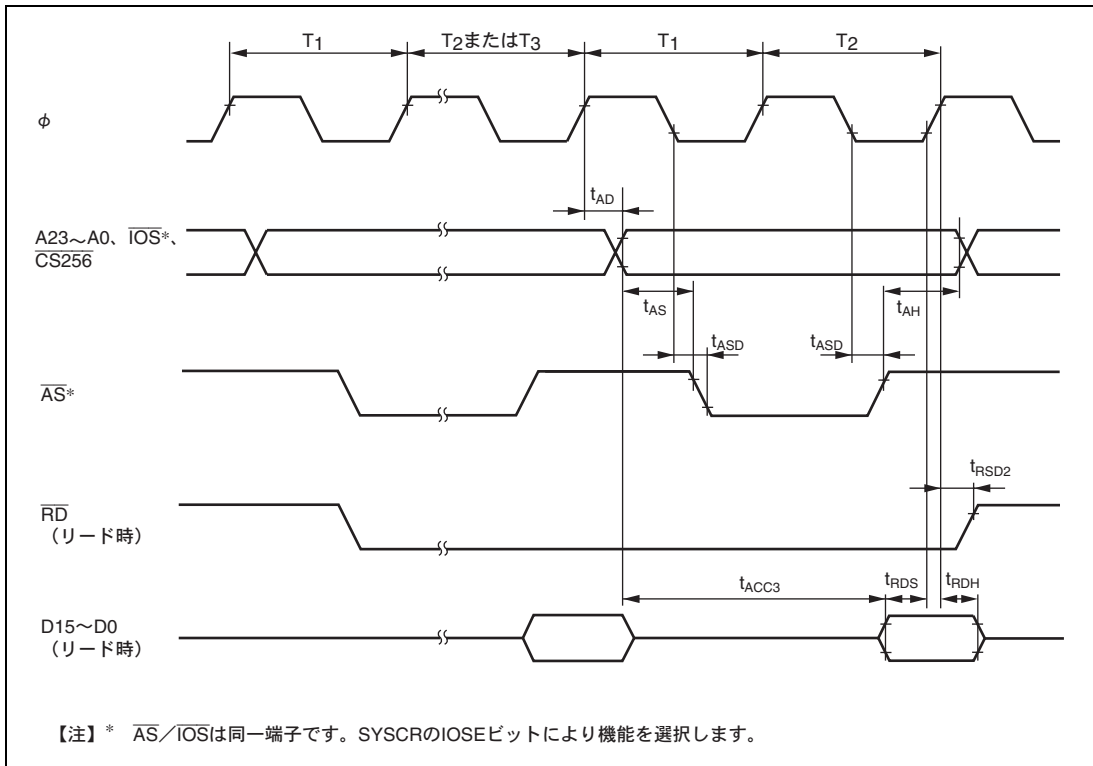 T1 T2またはT3 T1 T2
φ
tAD
A23～A0、IOS*、
CS256
tAS tAH
tASD tASD
AS*
tRSD2
RD
（リード時）
tACC3 tRDS tRDH
D15～D0
（リード時）
【注】* AS／IOSは同一端子です。SYSCRのIOSEビットにより機能を選択します。